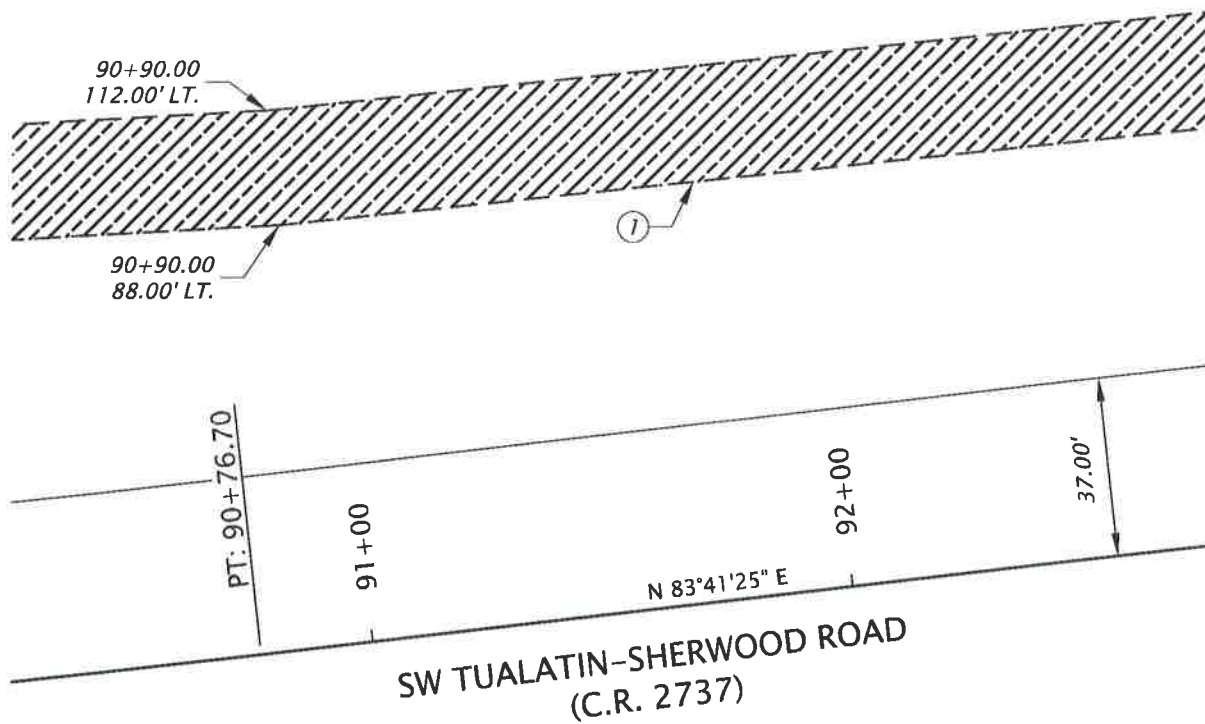 90+90.00
112.00' LT.
1
90+90.00
88.00' LT.
PT: 90+76.70
91+00
92+00
37.00'
N 83°41'25" E
SW TUALATIN-SHERWOOD ROAD
(C.R. 2737)